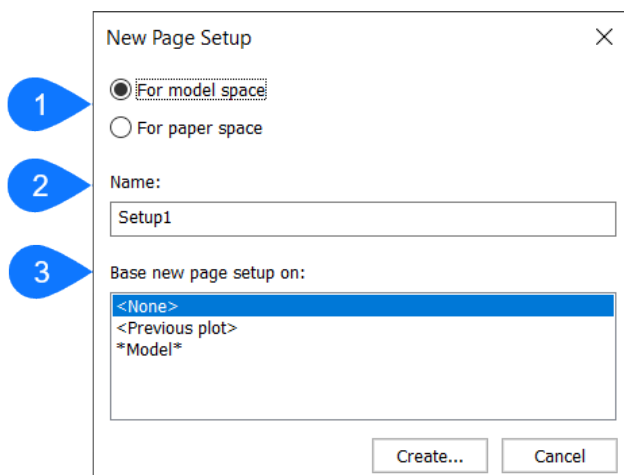 New Page Setup
1
For model space
For paper space
2
Name:
Setup1
3
Base new page setup on:
<None>
<Previous plot>
*Model*
Create...
Cancel